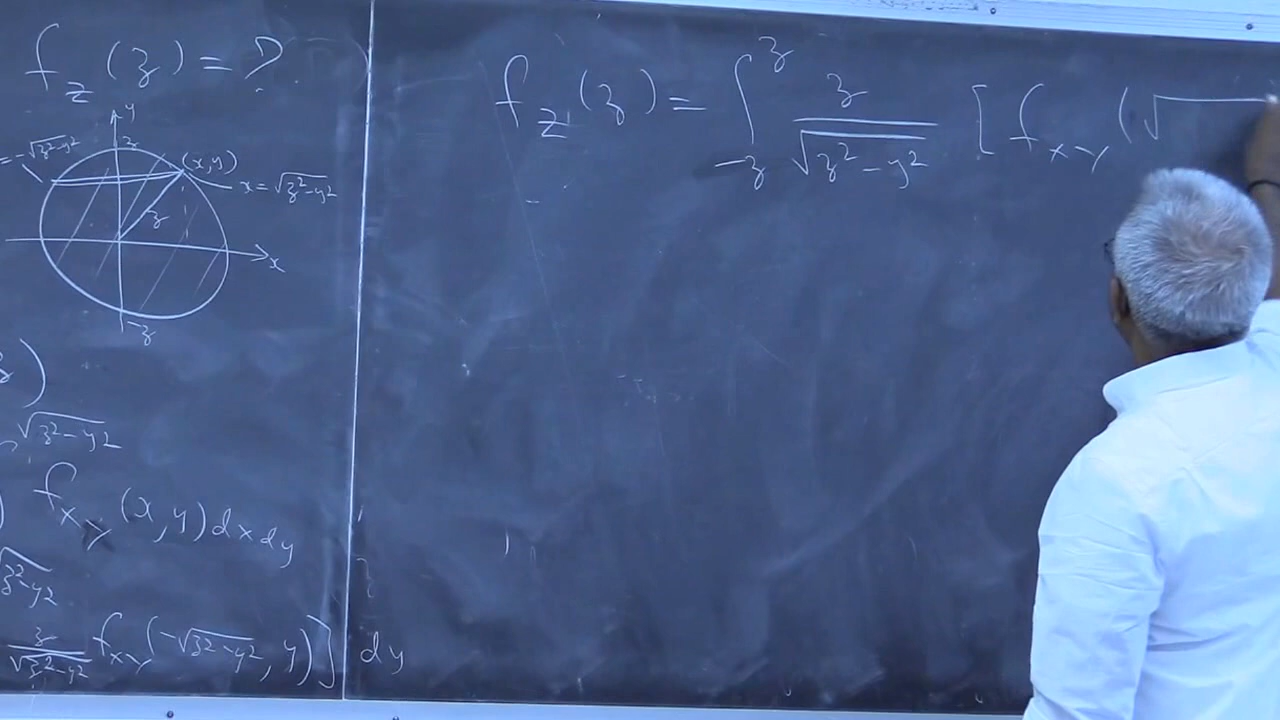 f_Z (z) = ?
y
z
= -√z²-y²
(x,y)
x = √z²-y²
z
x
-z
z)
√z²-y²
) f_XY (x, y) dx dy
√z²-y²
z/√z²-y² f_XY (-√z²-y², y) ] dy
f_Z (z) = ∫_{-z}^{z} z/√z²-y² [ f_XY (√